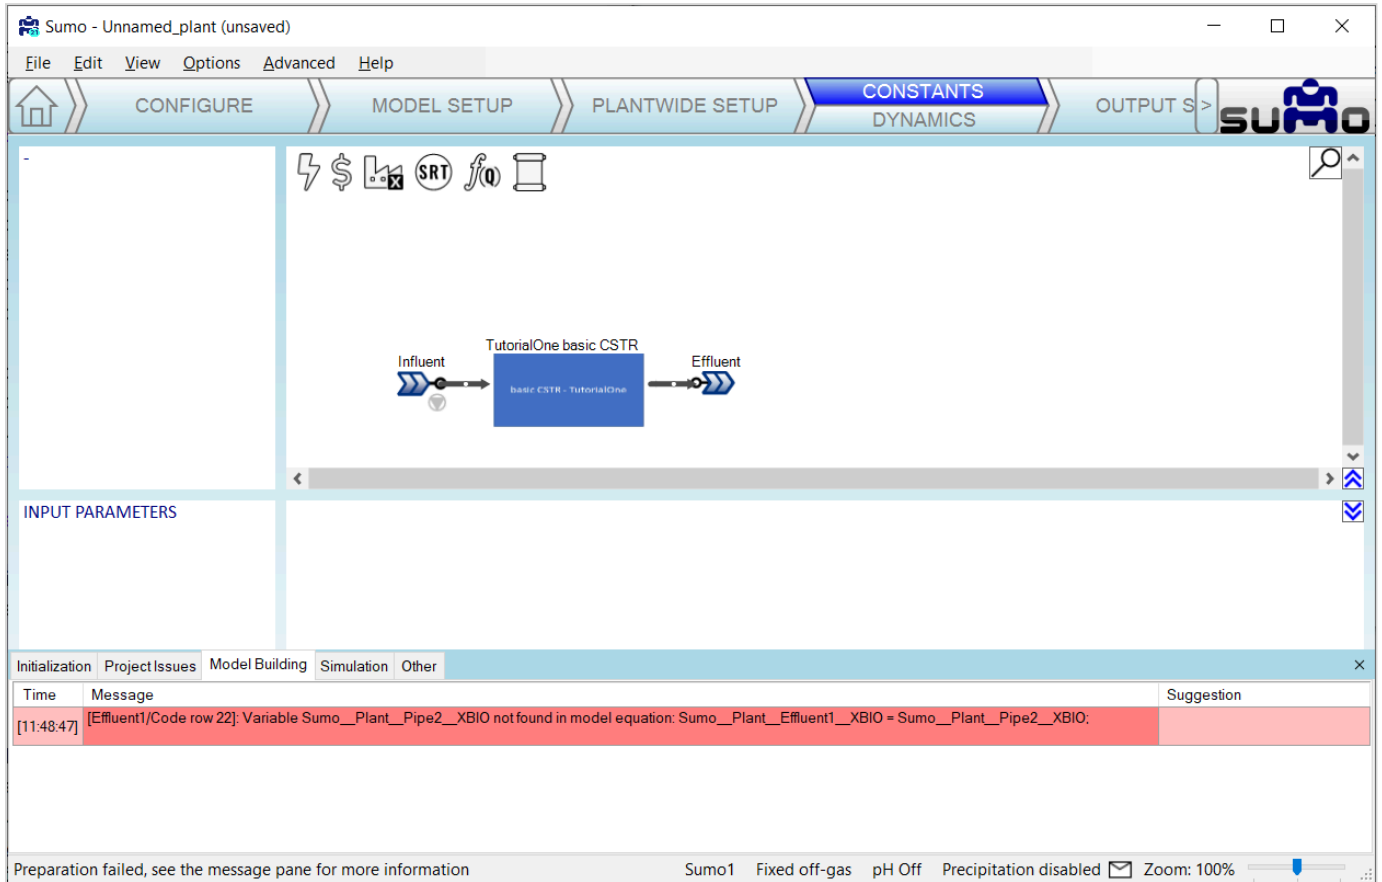 Sumo - Unnamed_plant (unsaved)
File Edit View Options Advanced Help
CONFIGURE MODEL SETUP PLANTWIDE SETUP CONSTANTS DYNAMICS OUTPUT S >
sumo
-
$ x SRT f(Q)
TutorialOne basic CSTR
Influent Effluent
basic CSTR - TutorialOne
INPUT PARAMETERS
Initialization Project Issues Model Building Simulation Other
Time Message Suggestion
[11:48:47] [Effluent1/Code row 22]: Variable Sumo__Plant__Pipe2__XBIO not found in model equation: Sumo__Plant__Effluent1__XBIO = Sumo__Plant__Pipe2__XBIO;
Preparation failed, see the message pane for more information Sumo1 Fixed off-gas pH Off Precipitation disabled Zoom: 100%